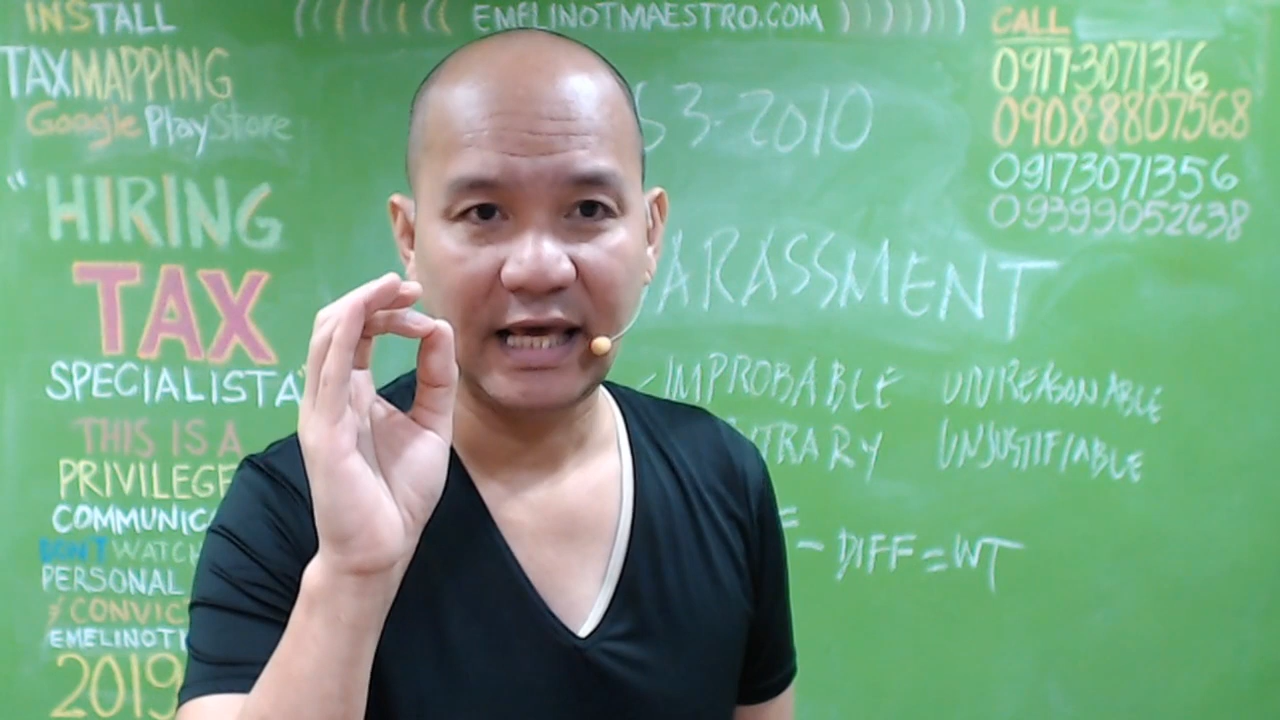 INSTALL
TAXMAPPING
Google PlayStore
"HIRING
TAX
SPECIALISTA"
THIS IS A
PRIVILEGE
COMMUNIC
DON'T WATCH
PERSONAL
& CONVIC
EMELINOT
2019
((((( EMELINOTMAESTRO.COM ))))))
3-2010
ARASSMENT
-IMPROBABLE UNREASONABLE
TRARY UNJUSTIFIABLE
- DIFF = WT
CALL
0917-3071316
0908-8807568
09173071356
09399052638